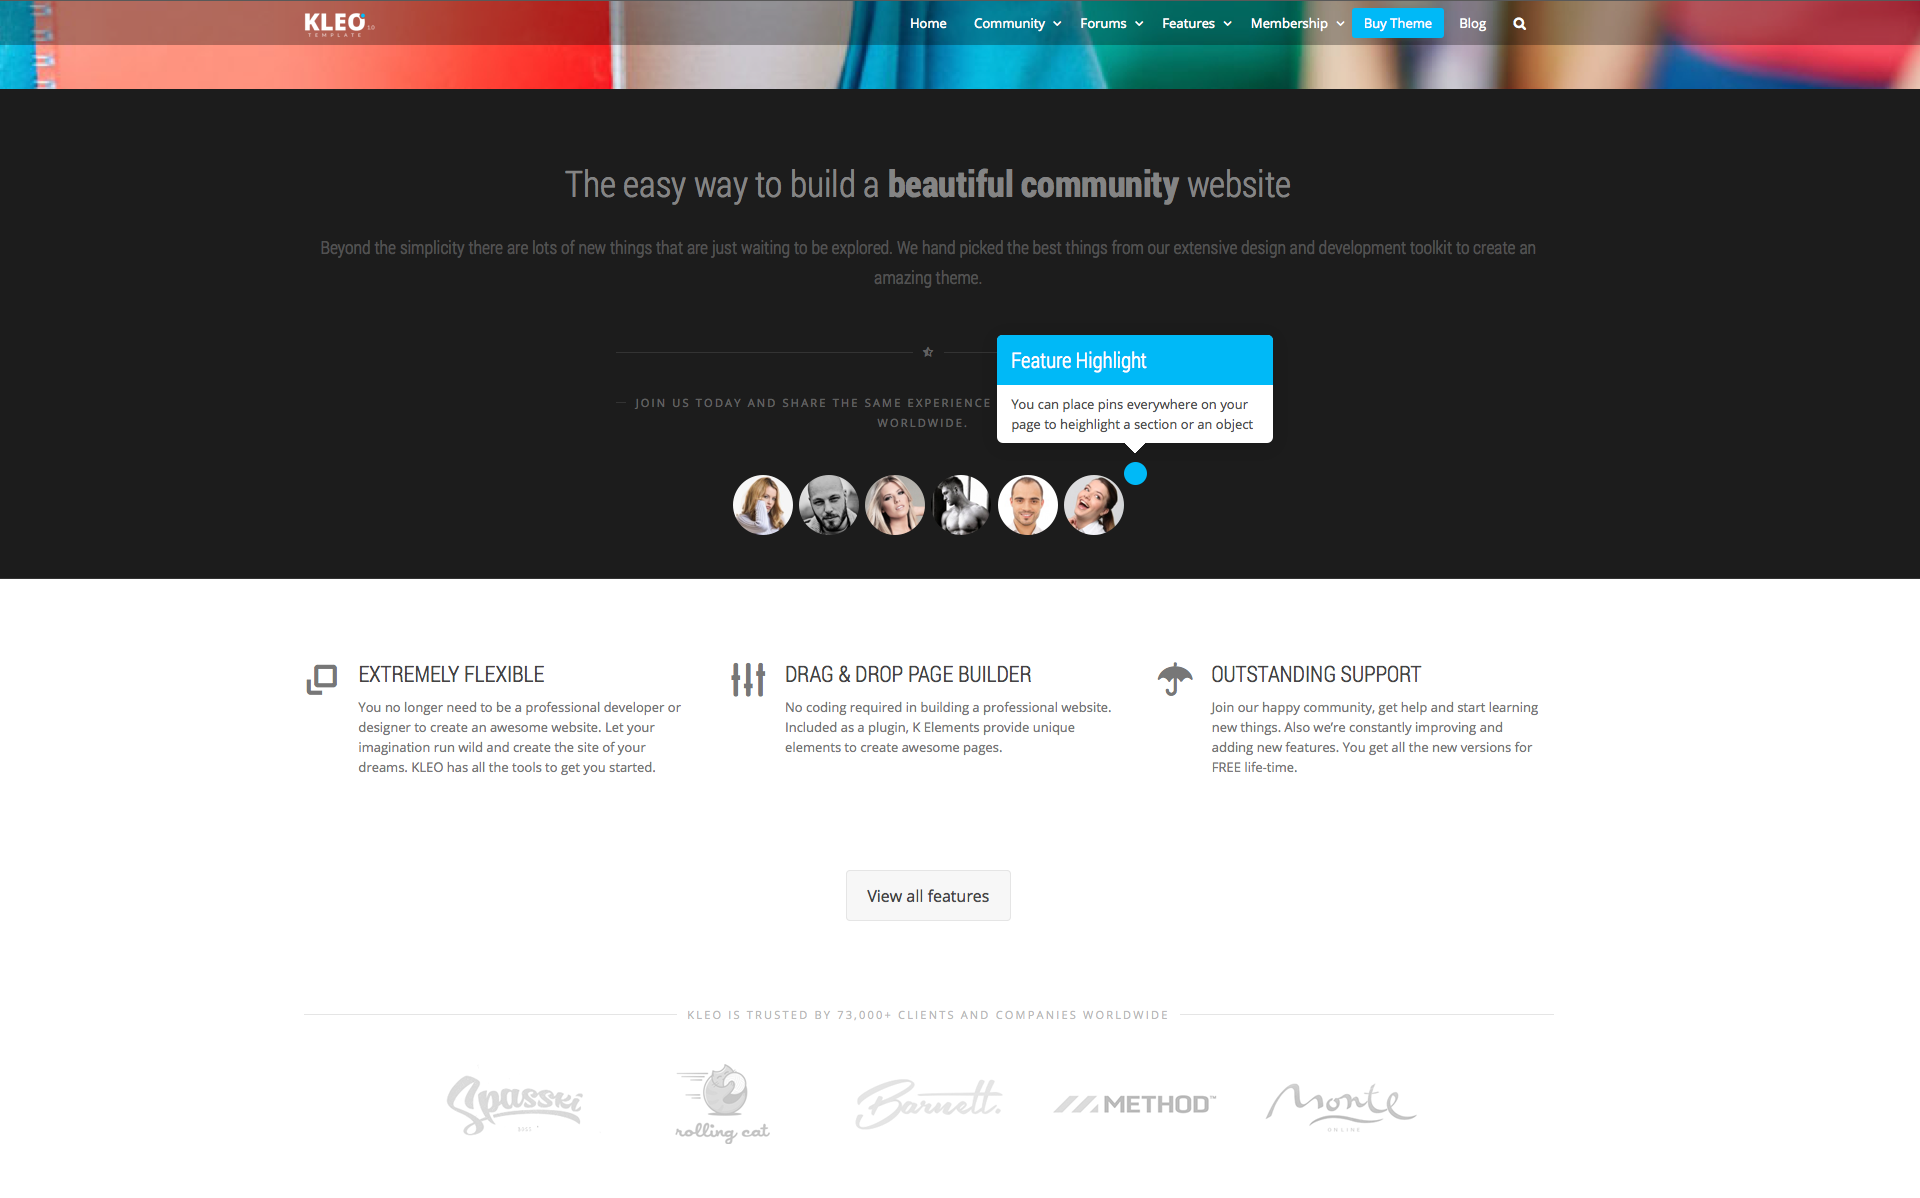 KLEO 1.0
TEMPLATE
Home Community Forums Features Membership Buy Theme Blog
The easy way to build a beautiful community website
Beyond the simplicity there are lots of new things that are just waiting to be explored. We hand picked the best things from our extensive design and development toolkit to create an
amazing theme.
Feature Highlight
You can place pins everywhere on your
page to heighlight a section or an object
JOIN US TODAY AND SHARE THE SAME EXPERIENCE
WORLDWIDE.
EXTREMELY FLEXIBLE
You no longer need to be a professional developer or
designer to create an awesome website. Let your
imagination run wild and create the site of your
dreams. KLEO has all the tools to get you started.
DRAG & DROP PAGE BUILDER
No coding required in building a professional website.
Included as a plugin, K Elements provide unique
elements to create awesome pages.
OUTSTANDING SUPPORT
Join our happy community, get help and start learning
new things. Also we’re constantly improving and
adding new features. You get all the new versions for
FREE life-time.
View all features
KLEO IS TRUSTED BY 73,000+ CLIENTS AND COMPANIES WORLDWIDE
Spasski
rolling cat
Barnett.
METHOD™
Monte
ONLINE